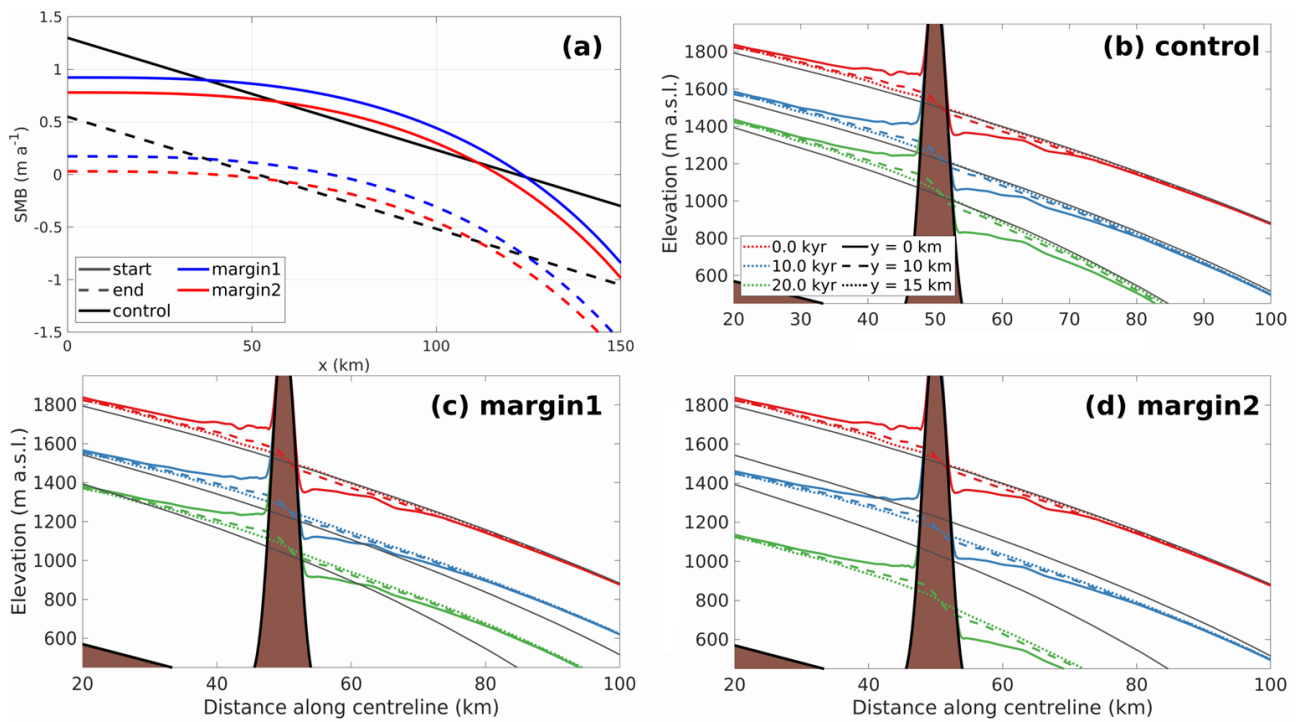 (a)
1.5
1
0.5
0
-0.5
-1
-1.5
SMB (m a⁻¹)
start
end
control
margin1
margin2
0 50 100 150
x (km)
(b) control
1800
1600
1400
1200
1000
800
600
Elevation (m a.s.l.)
0.0 kyr y = 0 km
10.0 kyr y = 10 km
20.0 kyr y = 15 km
20 30 40 50 60 70 80 90 100
(c) margin1
1800
1600
1400
1200
1000
800
600
Elevation (m a.s.l.)
20 40 60 80 100
Distance along centreline (km)
(d) margin2
1800
1600
1400
1200
1000
800
600
20 40 60 80 100
Distance along centreline (km)